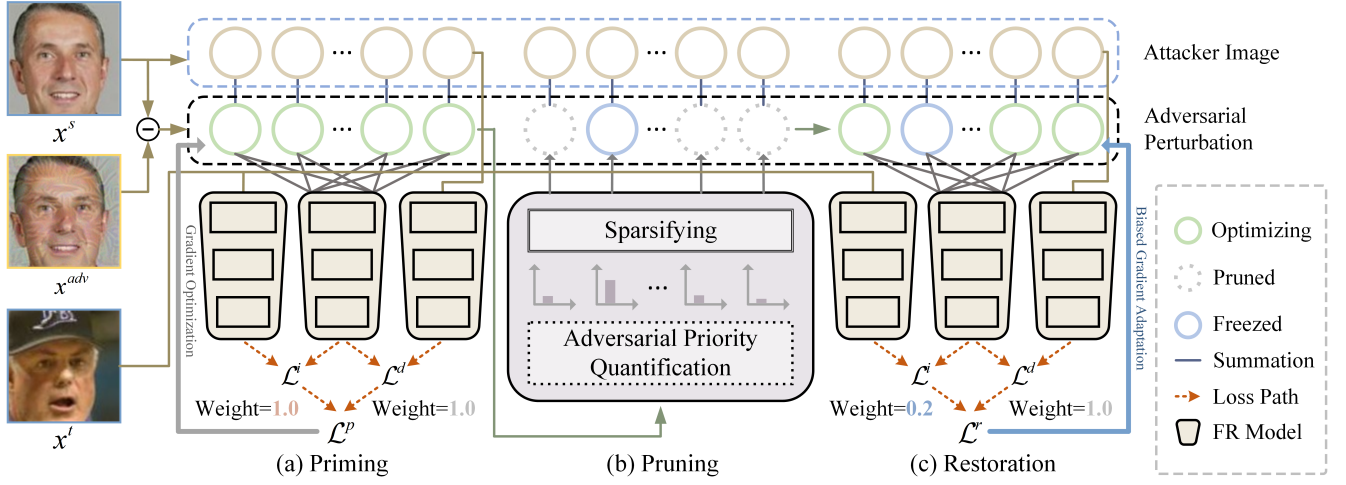 x^s
x^adv
x^t
Attacker Image
Adversarial
Perturbation
Gradient Optimization
Sparsifying
Adversarial Priority
Quantification
Biased Gradient Adaptation
ℒ^i
ℒ^d
Weight=1.0
Weight=1.0
ℒ^p
ℒ^i
ℒ^d
Weight=0.2
Weight=1.0
ℒ^r
(a) Priming
(b) Pruning
(c) Restoration
Optimizing
Pruned
Freezed
Summation
Loss Path
FR Model